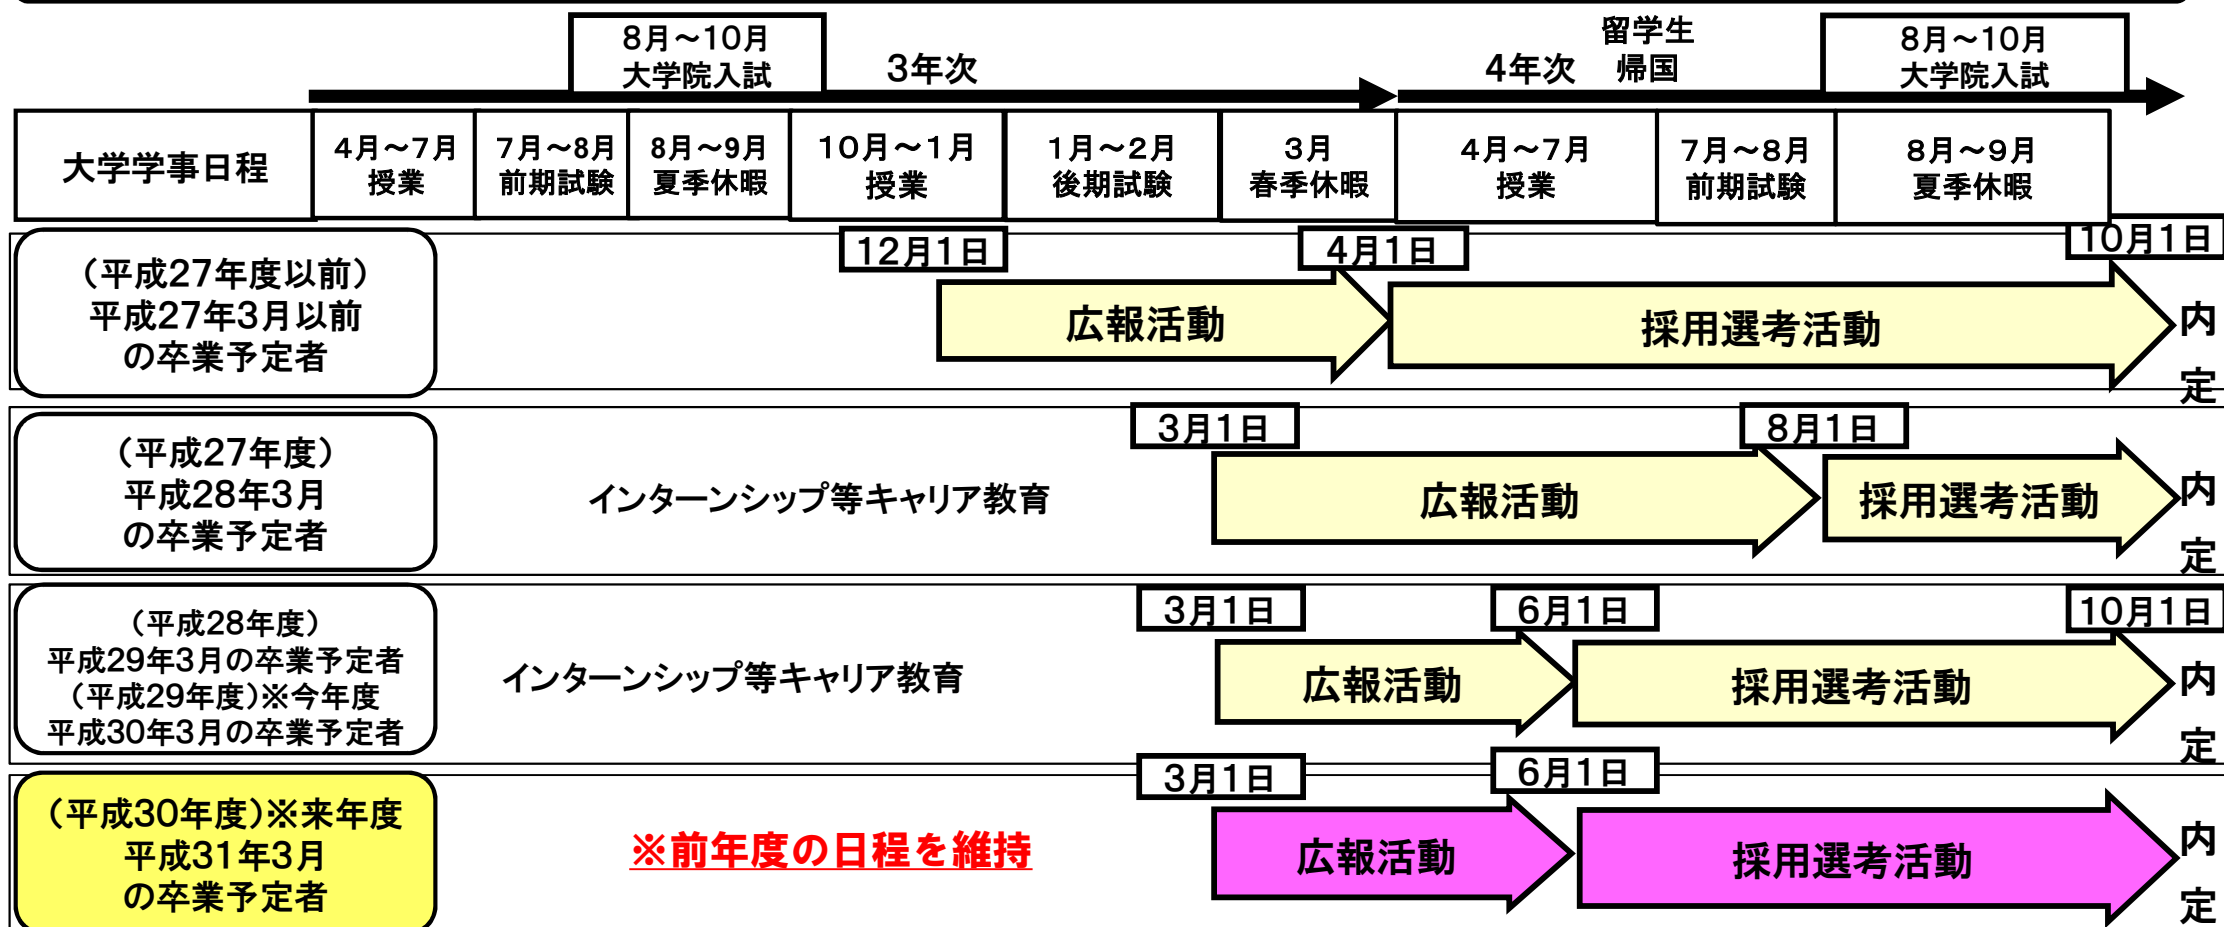 8月～10月
大学院入試
3年次
4年次
留学生
帰国
8月～10月
大学院入試
大学学事日程
4月～7月
授業
7月～8月
前期試験
8月～9月
夏季休暇
10月～1月
授業
1月～2月
後期試験
3月
春季休暇
4月～7月
授業
7月～8月
前期試験
8月～9月
夏季休暇
（平成27年度以前）
平成27年3月以前
の卒業予定者
12月1日
4月1日
10月1日
広報活動
採用選考活動
内
定
（平成27年度）
平成28年3月
の卒業予定者
インターンシップ等キャリア教育
3月1日
8月1日
広報活動
採用選考活動
内
定
（平成28年度）
平成29年3月の卒業予定者
（平成29年度）※今年度
平成30年3月の卒業予定者
インターンシップ等キャリア教育
3月1日
6月1日
10月1日
広報活動
採用選考活動
内
定
（平成30年度）※来年度
平成31年3月
の卒業予定者
※前年度の日程を維持
3月1日
6月1日
広報活動
採用選考活動
内
定